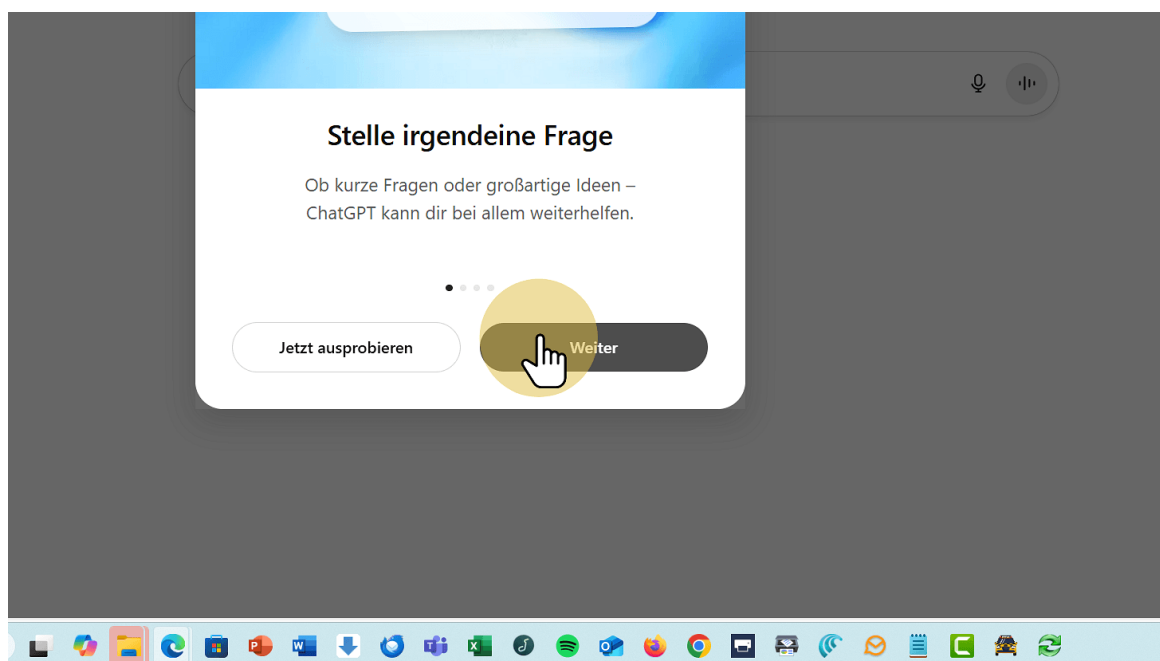 Stelle irgendeine Frage
Ob kurze Fragen oder großartige Ideen –
ChatGPT kann dir bei allem weiterhelfen.
Jetzt ausprobieren
Weiter